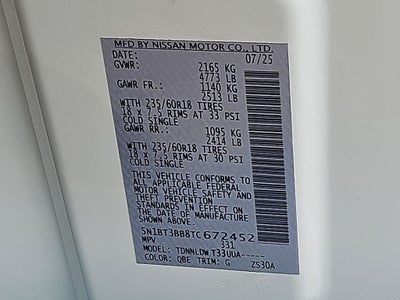 MFD BY NISSAN MOTOR CO., LTD.
DATE: 07/25
GVWR: 2165 KG
4773 LB
GAWR FR.: 1140 KG
2513 LB
WITH 235/60R18 TIRES
18 x 7.5 RIMS AT 33 PSI
COLD SINGLE
GAWR RR.: 1095 KG
2414 LB
WITH 235/60R18 TIRES
18 x 7.5 RIMS AT 30 PSI
COLD SINGLE
THIS VEHICLE CONFORMS TO
ALL APPLICABLE FEDERAL
MOTOR VEHICLE SAFETY
AND THEFT PREVENTION
STANDARDS IN EFFECT ON
THE DATE OF MANUFACTURE
SHOWN ABOVE.
5N1BT3BB8TC672452
MPV 331
MODEL: TDNNLDWT33UUA-----
COLOR: QBE TRIM: G ZS30A